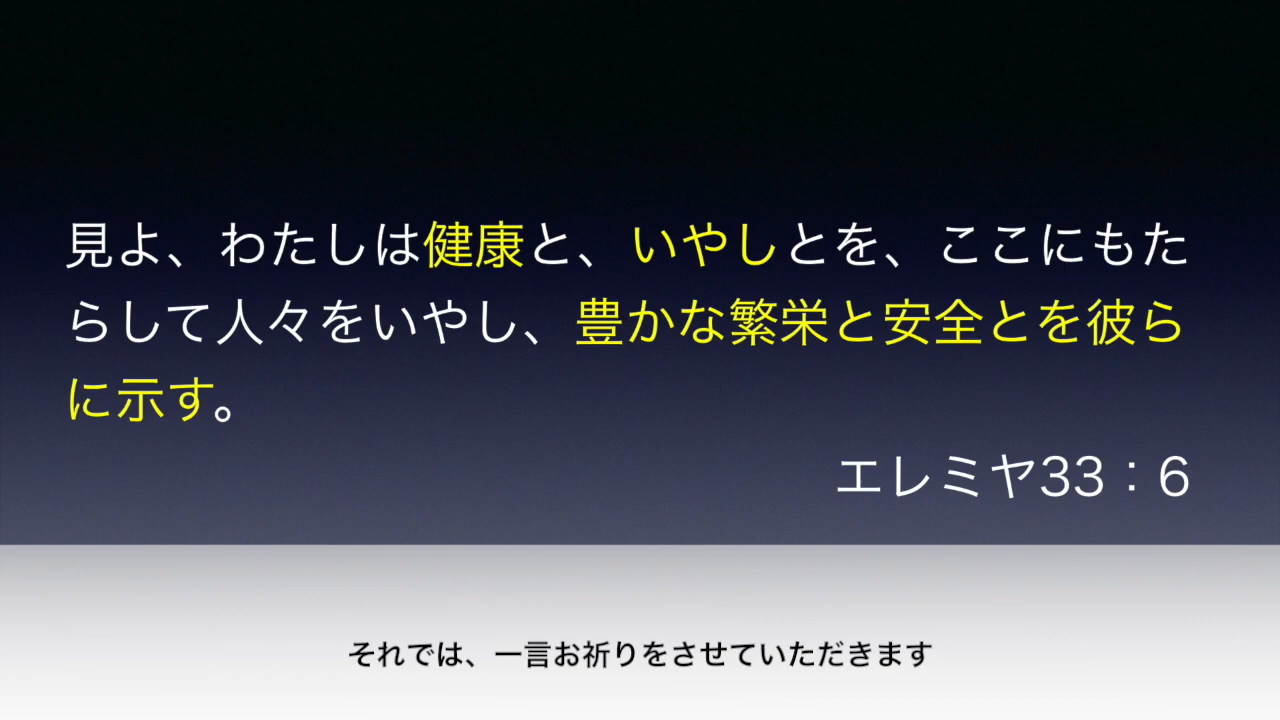 見よ、わたしは健康と、いやしとを、ここにもた
らして人々をいやし、豊かな繁栄と安全とを彼ら
に示す。
エレミヤ33：6
それでは、一言お祈りをさせていただきます